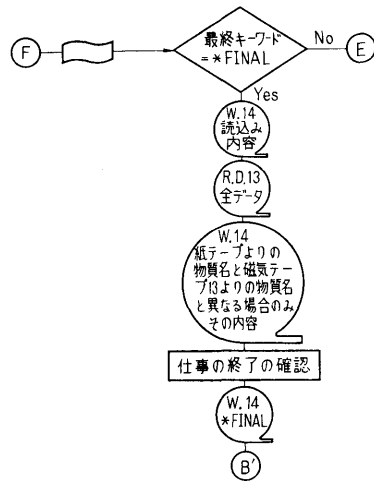 F
最終キーワード
=*FINAL
No
E
Yes
W.14
読込み
内容
R.D.13
全データ
W.14
紙テープよりの
物質名と磁気テー
プ13よりの物質名
と異なる場合のみ
その内容
仕事の終了の確認
W.14
*FINAL
B'